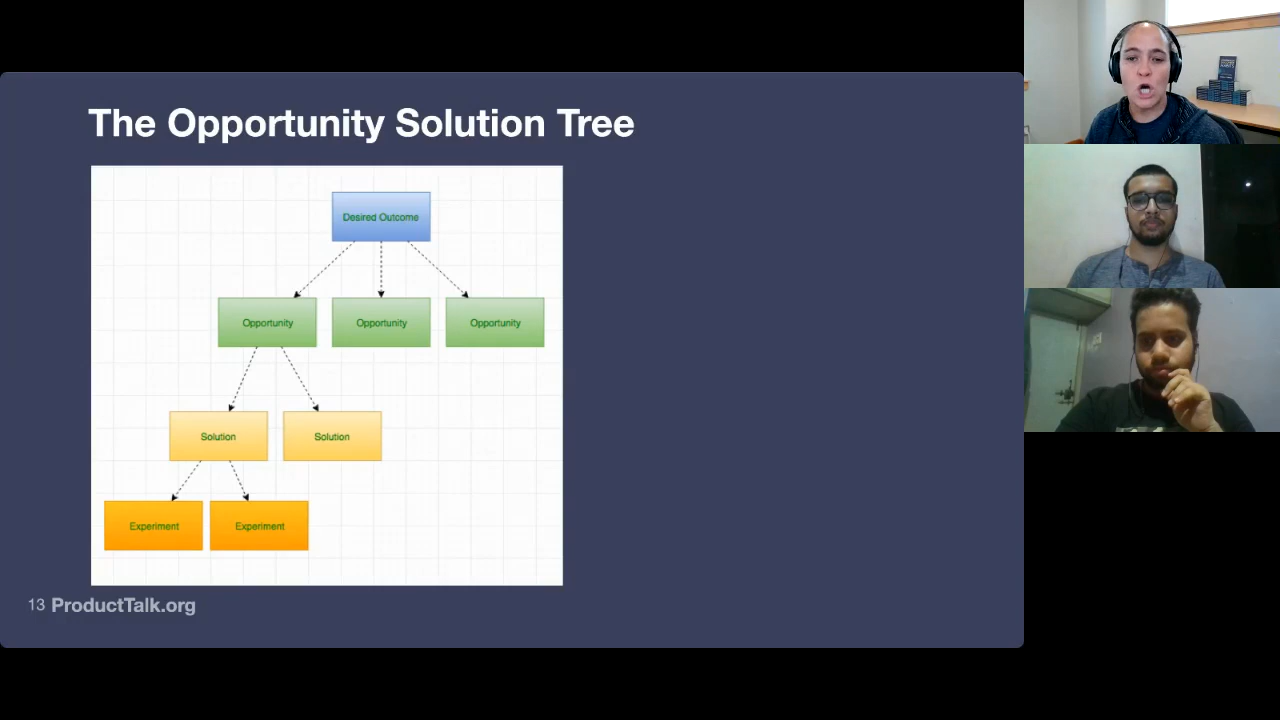 The Opportunity Solution Tree
Desired Outcome
Opportunity
Opportunity
Opportunity
Solution
Solution
Experiment
Experiment
13 ProductTalk.org